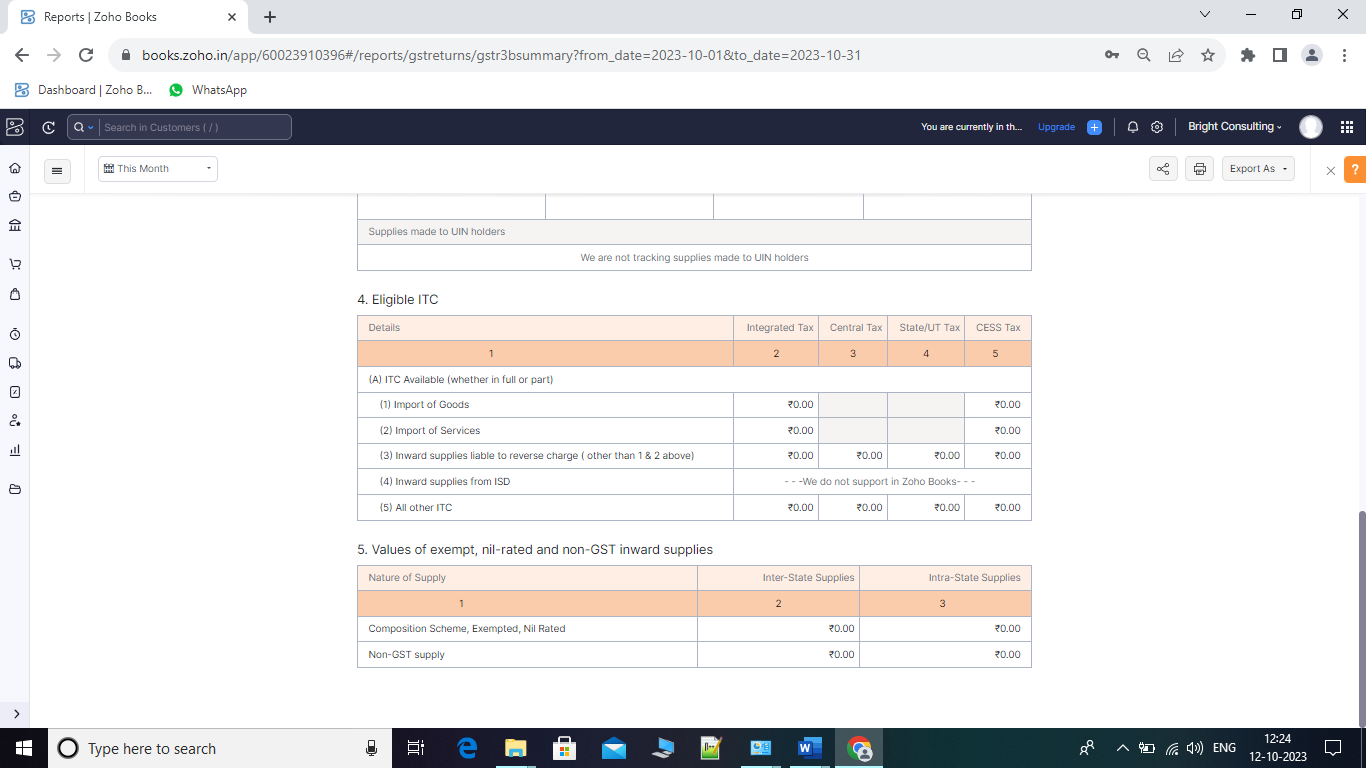 Reports | Zoho Books
books.zoho.in/app/60023910396#/reports/gstreturns/gstr3bsummary?from_date=2023-10-01&to_date=2023-10-31
Dashboard | Zoho B... WhatsApp
Search in Customers ( / ) You are currently in th... Upgrade Bright Consulting
This Month Export As ?
Supplies made to UIN holders
We are not tracking supplies made to UIN holders
4. Eligible ITC
Details Integrated Tax Central Tax State/UT Tax CESS Tax
1 2 3 4 5
(A) ITC Available (whether in full or part)
(1) Import of Goods ₹0.00 ₹0.00
(2) Import of Services ₹0.00 ₹0.00
(3) Inward supplies liable to reverse charge ( other than 1 & 2 above) ₹0.00 ₹0.00 ₹0.00 ₹0.00
(4) Inward supplies from ISD - - -We do not support in Zoho Books- - -
(5) All other ITC ₹0.00 ₹0.00 ₹0.00 ₹0.00
5. Values of exempt, nil-rated and non-GST inward supplies
Nature of Supply Inter-State Supplies Intra-State Supplies
1 2 3
Composition Scheme, Exempted, Nil Rated ₹0.00 ₹0.00
Non-GST supply ₹0.00 ₹0.00
Type here to search ENG 12:24
12-10-2023